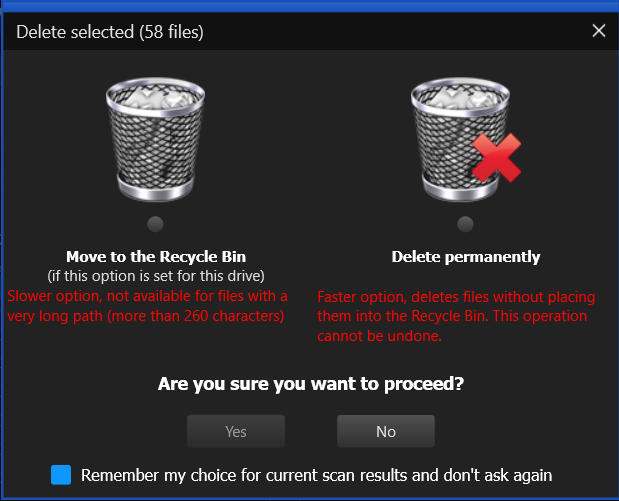 Delete selected (58 files)
Move to the Recycle Bin
(if this option is set for this drive)
Slower option, not available for files with a
very long path (more than 260 characters)
Delete permanently
Faster option, deletes files without placing
them into the Recycle Bin. This operation
cannot be undone.
Are you sure you want to proceed?
Yes
No
Remember my choice for current scan results and don't ask again